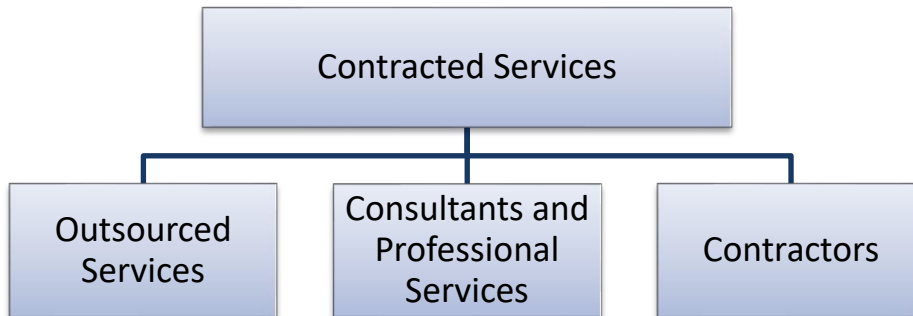 Contracted Services
Outsourced
Services
Consultants and
Professional
Services
Contractors